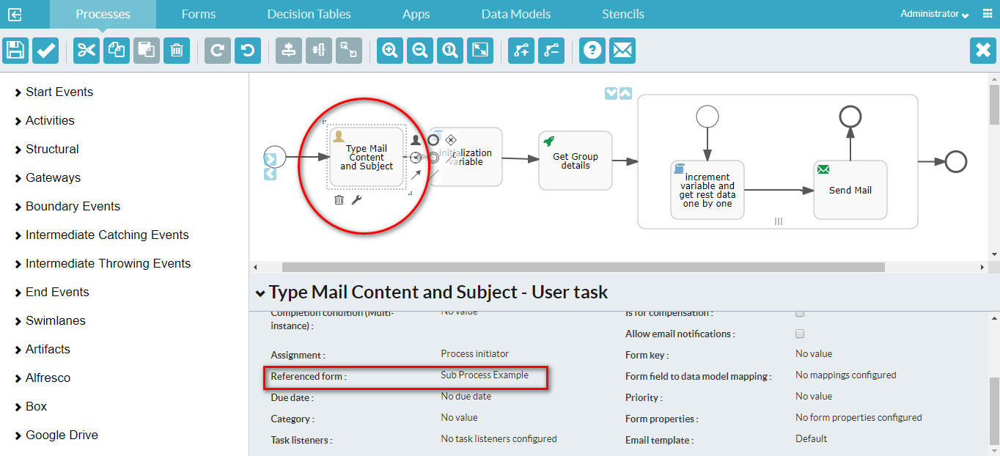 Processes
Forms
Decision Tables
Apps
Data Models
Stencils
Administrator
Start Events
Activities
Structural
Gateways
Boundary Events
Intermediate Catching Events
Intermediate Throwing Events
End Events
Swimlanes
Artifacts
Alfresco
Box
Google Drive
Type Mail
Content
and Subject
initialization
variable
Get Group
details
increment
variable and
get rest data
one by one
Send Mail
Type Mail Content and Subject - User task
Completion condition (Multi-
instance) :
No value
Is for compensation :
Allow email notifications :
Assignment :
Process initiator
Form key :
No value
Referenced form :
Sub Process Example
Form field to data model mapping :
No mappings configured
Due date :
No due date
Priority :
No value
Category :
No value
Form properties :
No form properties configured
Task listeners :
No task listeners configured
Email template :
Default